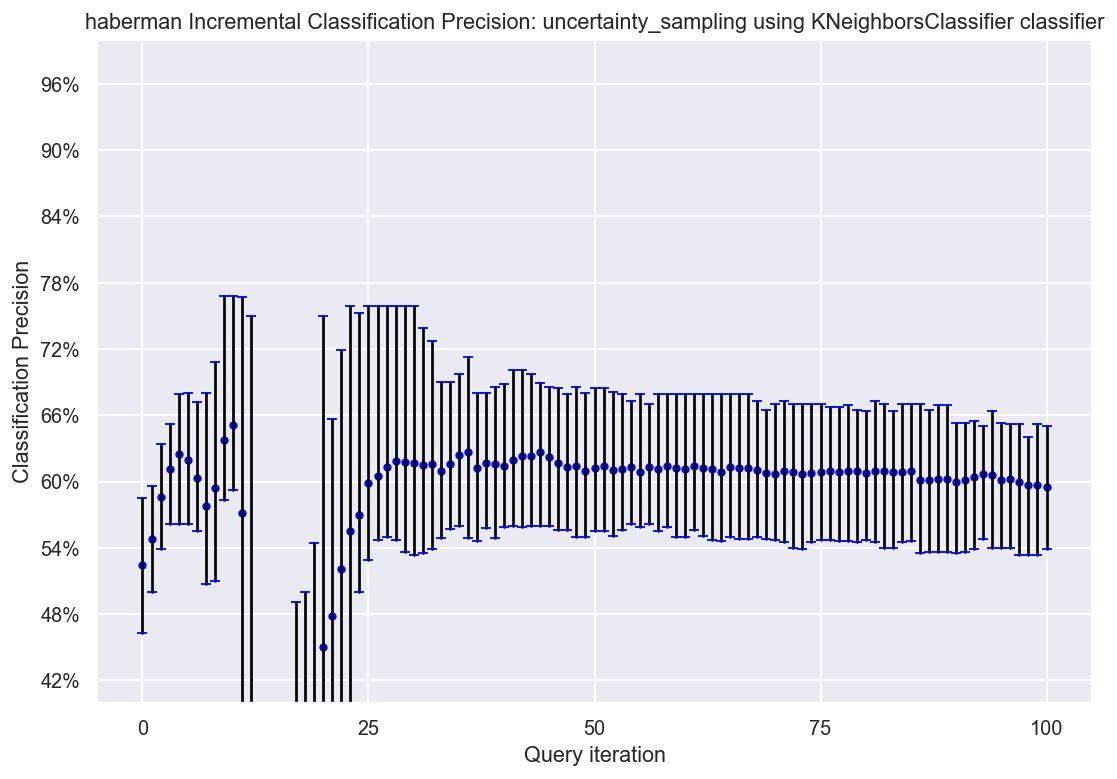 haberman Incremental Classification Precision: uncertainty_sampling using KNeighborsClassifier classifier
Classification Precision
96%
90%
84%
78%
72%
66%
60%
54%
48%
42%
0 25 50 75 100
Query iteration